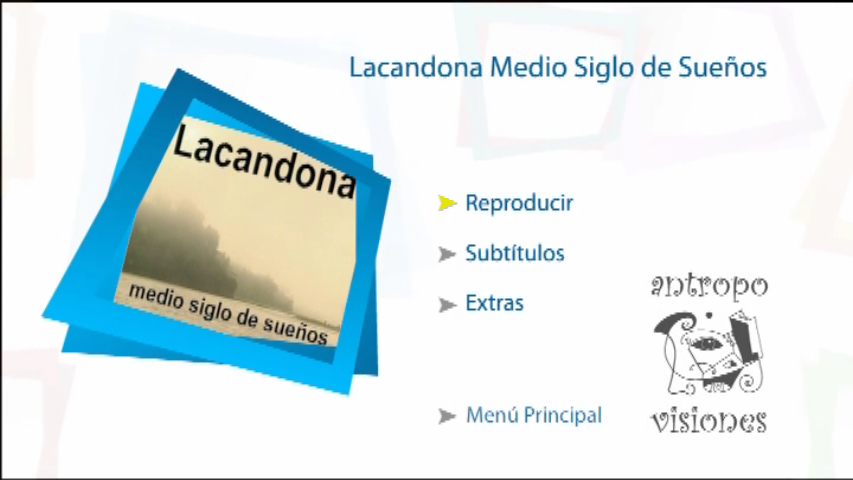 Lacandona Medio Siglo de Sueños
Lacandona
medio siglo de sueños
Reproducir
Subtítulos
Extras
Menú Principal
antropo
visiones